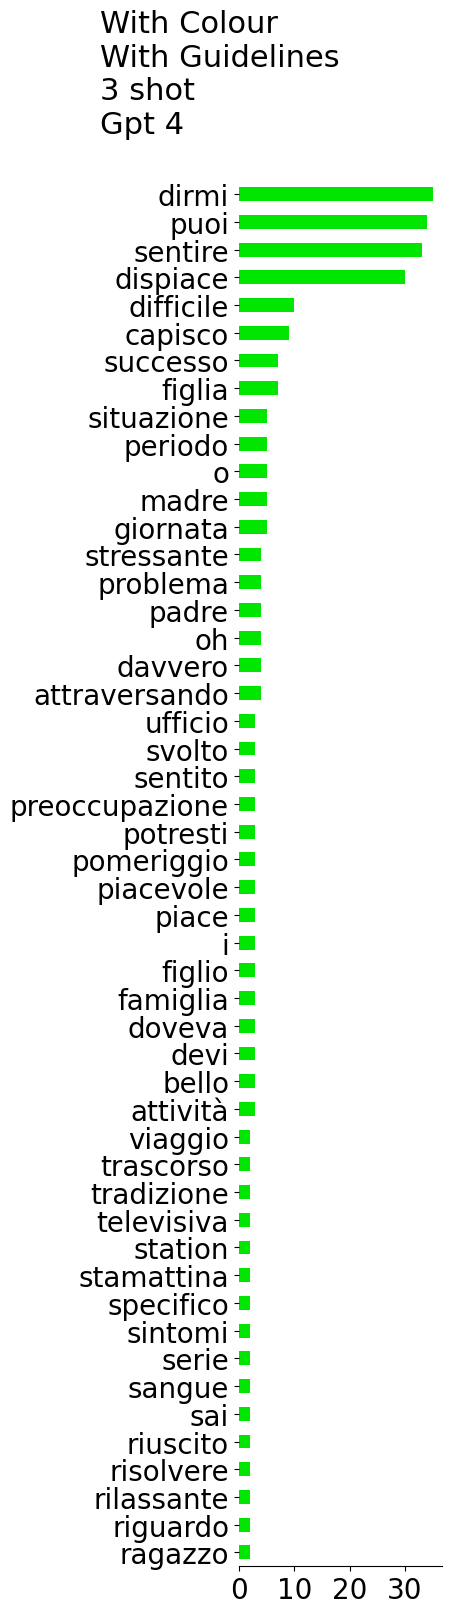 With Colour
With Guidelines
3 shot
Gpt 4
dirmi
puoi
sentire
dispiace
difficile
capisco
successo
figlia
situazione
periodo
o
madre
giornata
stressante
problema
padre
oh
davvero
attraversando
ufficio
svolto
sentito
preoccupazione
potresti
pomeriggio
piacevole
piace
i
figlio
famiglia
doveva
devi
bello
attività
viaggio
trascorso
tradizione
televisiva
station
stamattina
specifico
sintomi
serie
sangue
sai
riuscito
risolvere
rilassante
riguardo
ragazzo
0 10 20 30